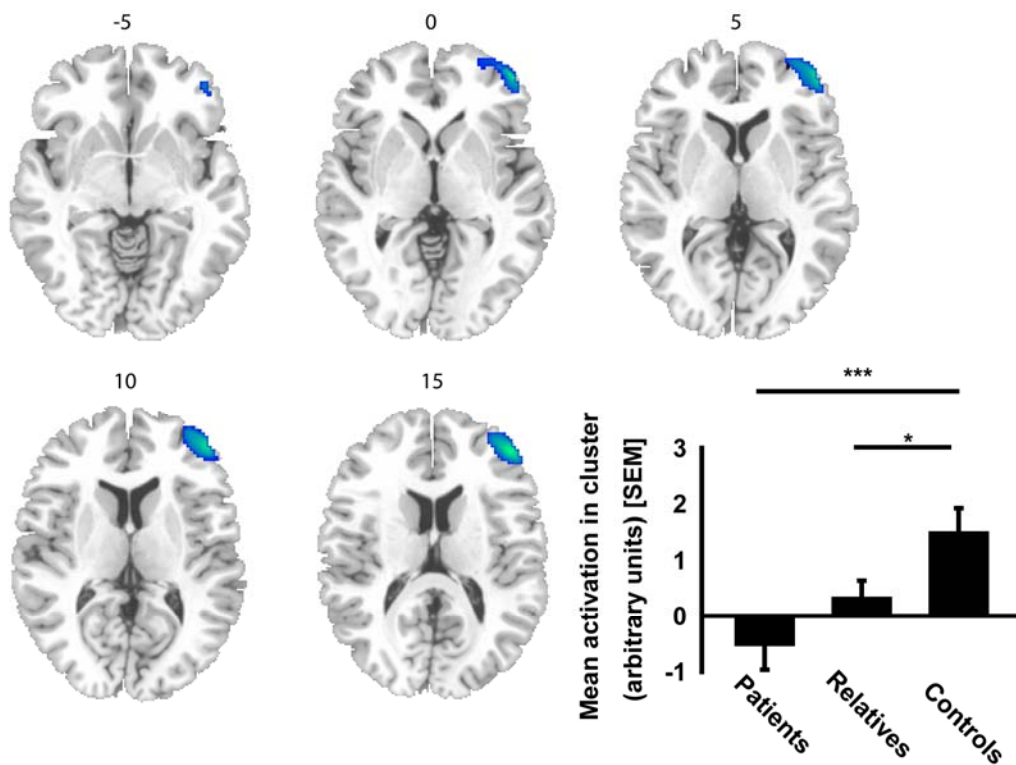 -5
0
5
10
15
***
*
Mean activation in cluster
(arbitrary units) [SEM]
3
2
1
0
-1
Patients
Relatives
Controls